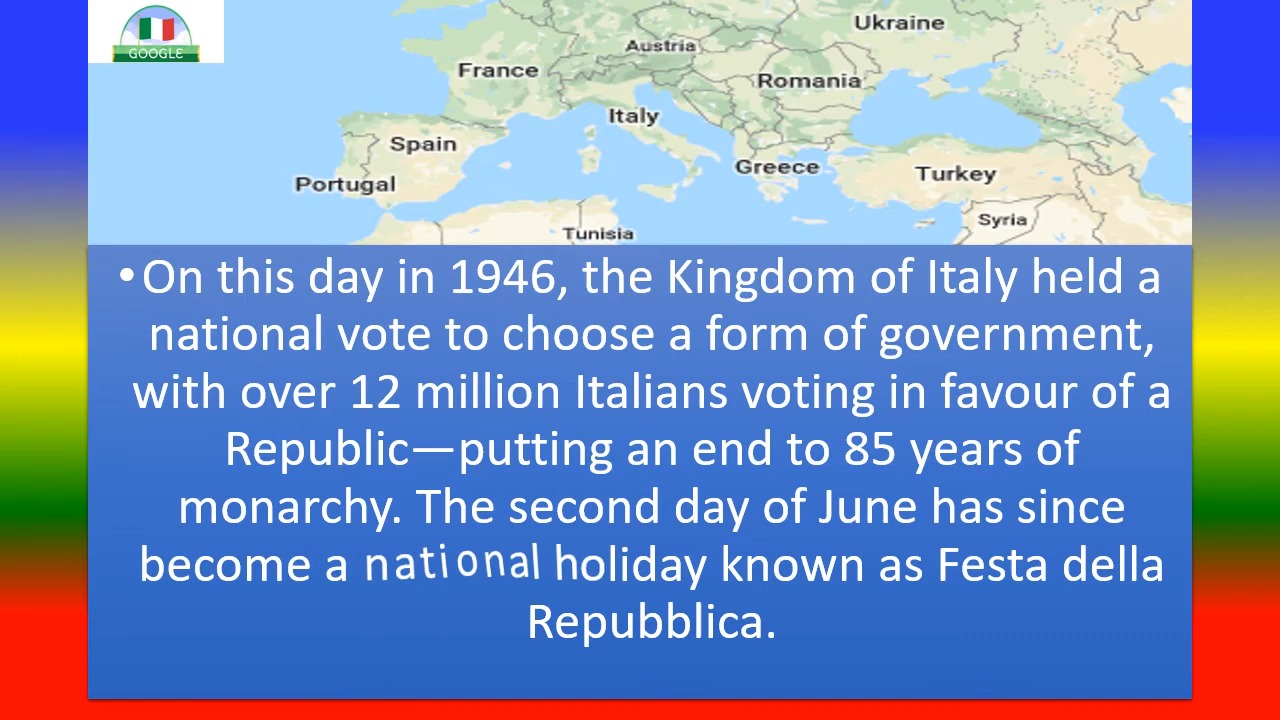 GOOGLE
Ukraine
Austria
France
Romania
Italy
Spain
Greece
Turkey
Portugal
Syria
Tunisia
•On this day in 1946, the Kingdom of Italy held a
national vote to choose a form of government,
with over 12 million Italians voting in favour of a
Republic—putting an end to 85 years of
monarchy. The second day of June has since
become a national holiday known as Festa della
Repubblica.